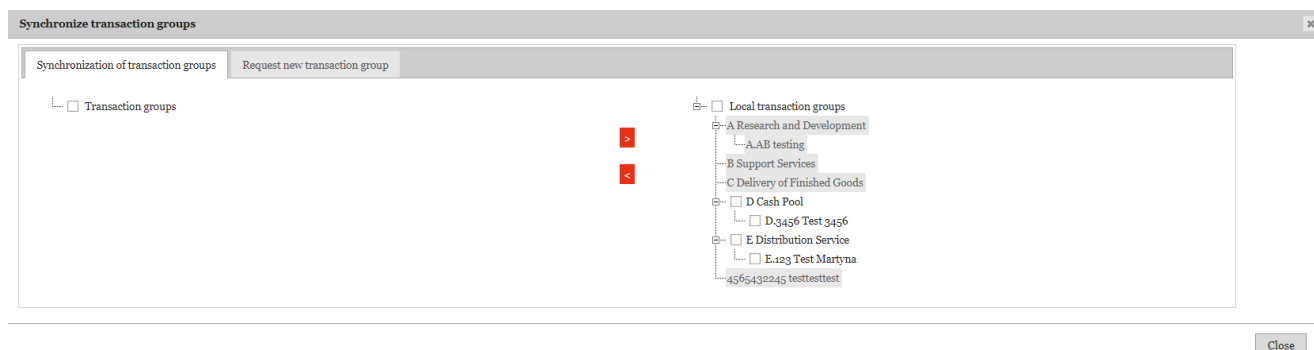 Synchronize transaction groups
Synchronization of transaction groups
Request new transaction group
Transaction groups
>
<
Local transaction groups
A Research and Development
A.AB testing
B Support Services
C Delivery of Finished Goods
D Cash Pool
D.3456 Test 3456
E Distribution Service
E.123 Test Martyna
4565432245 testtesttest
Close